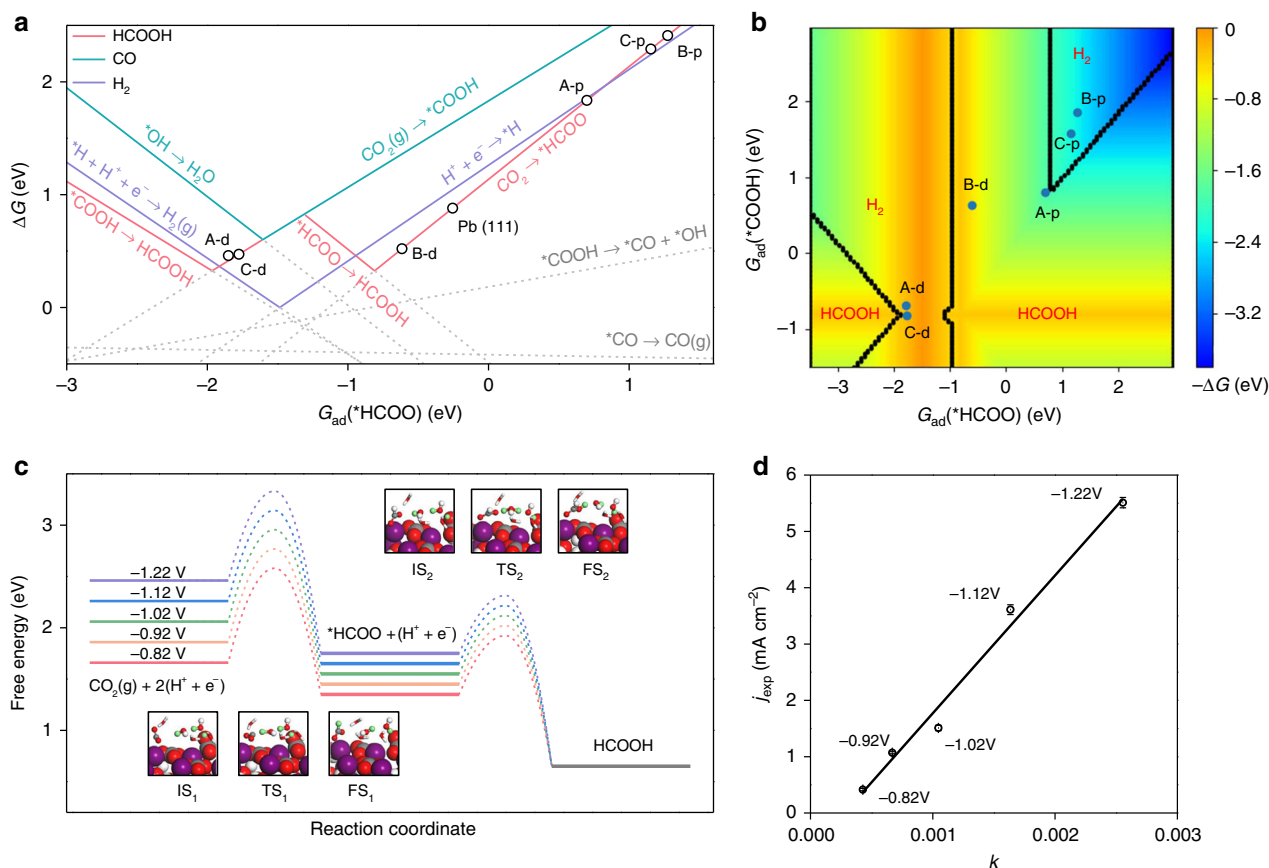 a
HCOOH
CO
H₂
*OH → H₂O
*H + H⁺ + e⁻ → H₂(g)
*COOH → HCOOH
CO₂(g) → *COOH
H⁺ + e⁻ → *H
CO₂ → *HCOO
*HCOO → HCOOH
*COOH → *CO + *OH
*CO → CO(g)
A-d
C-d
B-d
Pb (111)
A-p
C-p
B-p
2
1
0
ΔG (eV)
−3 −2 −1 0 1
G_ad(*HCOO) (eV)
b
H₂
B-p
C-p
A-p
B-d
H₂
A-d
C-d
HCOOH
HCOOH
2
1
0
−1
G_ad(*COOH) (eV)
−3 −2 −1 0 1 2
G_ad(*HCOO) (eV)
0
−0.8
−1.6
−2.4
−3.2
−ΔG (eV)
c
3
2
1
Free energy (eV)
−1.22 V
−1.12 V
−1.02 V
−0.92 V
−0.82 V
CO₂(g) + 2(H⁺ + e⁻)
IS₂ TS₂ FS₂
*HCOO + (H⁺ + e⁻)
HCOOH
IS₁ TS₁ FS₁
Reaction coordinate
d
6
5
4
3
2
1
0
j_exp (mA cm⁻²)
−1.22V
−1.12V
−1.02V
−0.92V
−0.82V
0.000 0.001 0.002 0.003
k